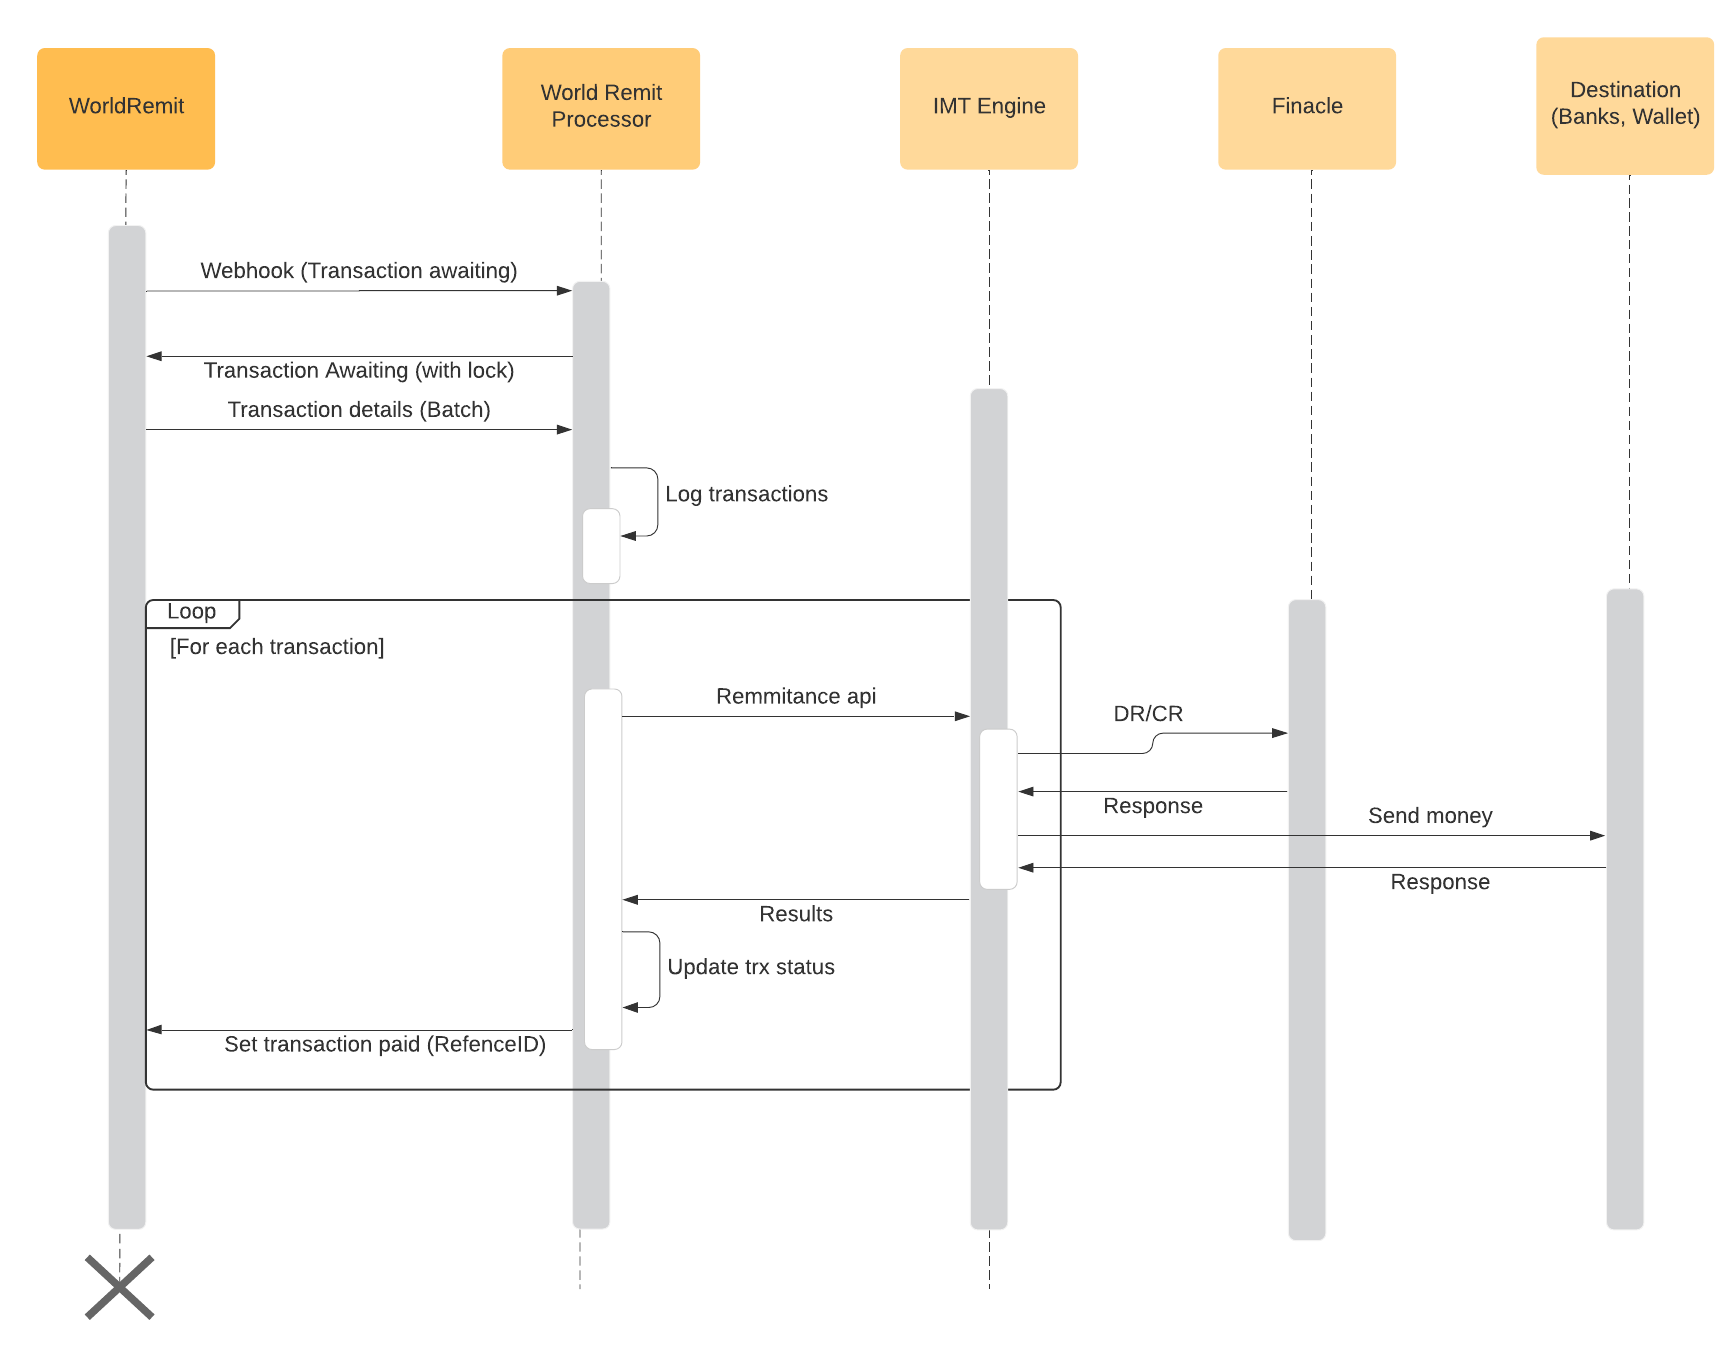 WorldRemit
World Remit
Processor
IMT Engine
Finacle
Destination
(Banks, Wallet)
Webhook (Transaction awaiting)
Transaction Awaiting (with lock)
Transaction details (Batch)
Log transactions
Loop
[For each transaction]
Remmitance api
DR/CR
Response
Send money
Response
Results
Update trx status
Set transaction paid (RefenceID)